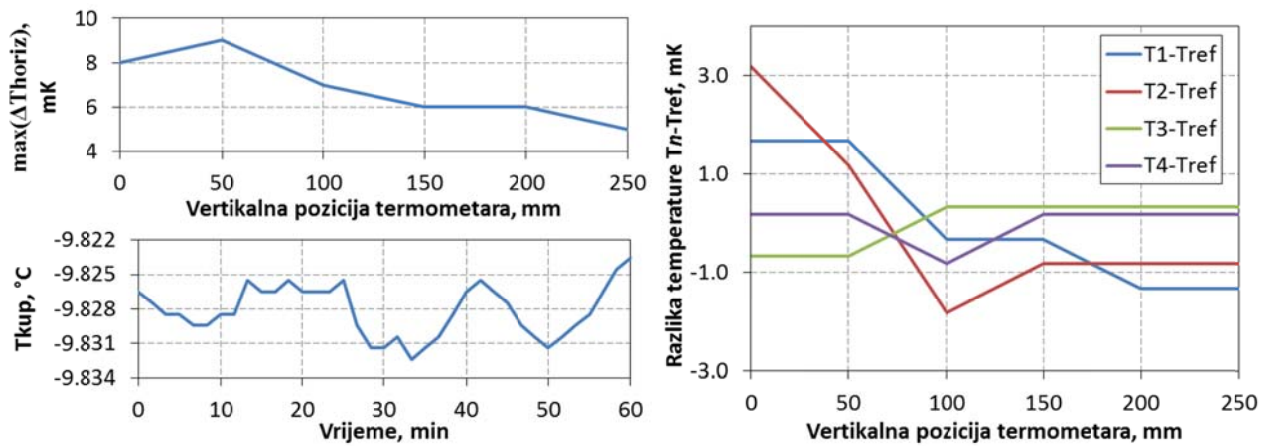 max(ΔThoriz),
mK
10
8
6
4
0 50 100 150 200 250
Vertikalna pozicija termometara, mm
Tkup, °C
-9.822
-9.825
-9.828
-9.831
-9.834
0 10 20 30 40 50 60
Vrijeme, min
Razlika temperature Tn-Tref, mK
3.0
1.0
-1.0
-3.0
T1-Tref
T2-Tref
T3-Tref
T4-Tref
0 50 100 150 200 250
Vertikalna pozicija termometara, mm